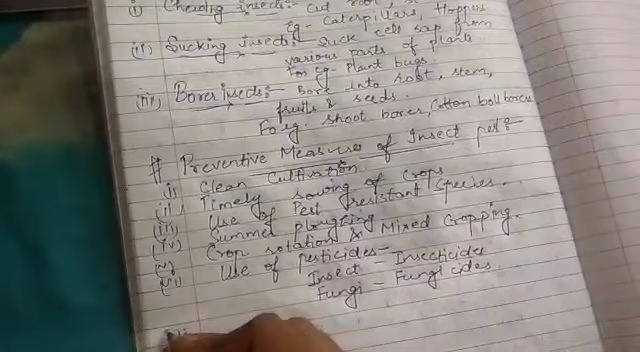 (i) Chewing insects:- Cut root,
Eg- Caterpillars, Hoppers
(ii) Sucking insects:- Suck cell sap from
various parts of plants
For eg- Plant bugs.
(iii) Borer insects:- Bore into root, stem,
fruits & seeds.
For eg. Shoot borer, Cotton boll borer
# Preventive Measures of Insect pest:-
(i) Clean Cultivation
(ii) Timely sowing of crops
(iii) Use of Pest resistant Species.
(iv) Summer ploughing
(v) Crop rotation & Mixed Cropping.
(vi) Use of pesticides-
Insect - Insecticides
Fungi - Fungicides